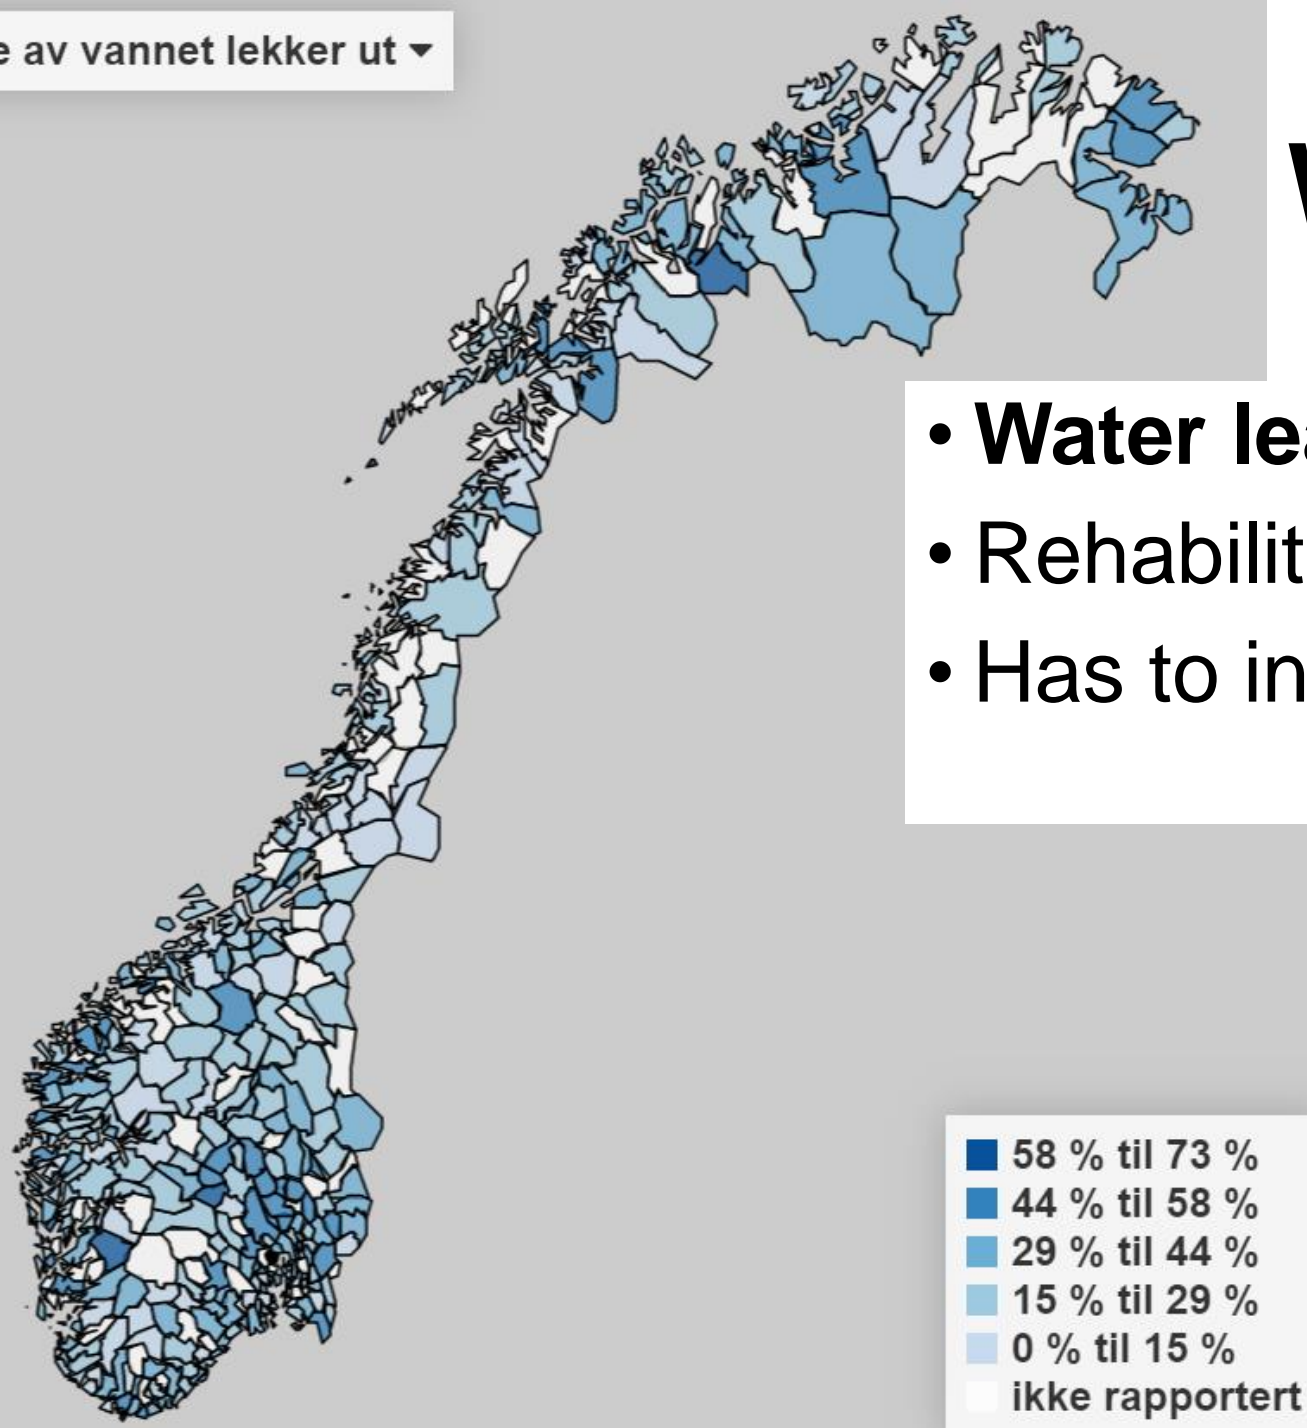 av vannet lekker ut
• Water
• Rehabilit
• Has to in
58 % til 73 %
44 % til 58 %
29 % til 44 %
15 % til 29 %
0 % til 15 %
ikke rapportert